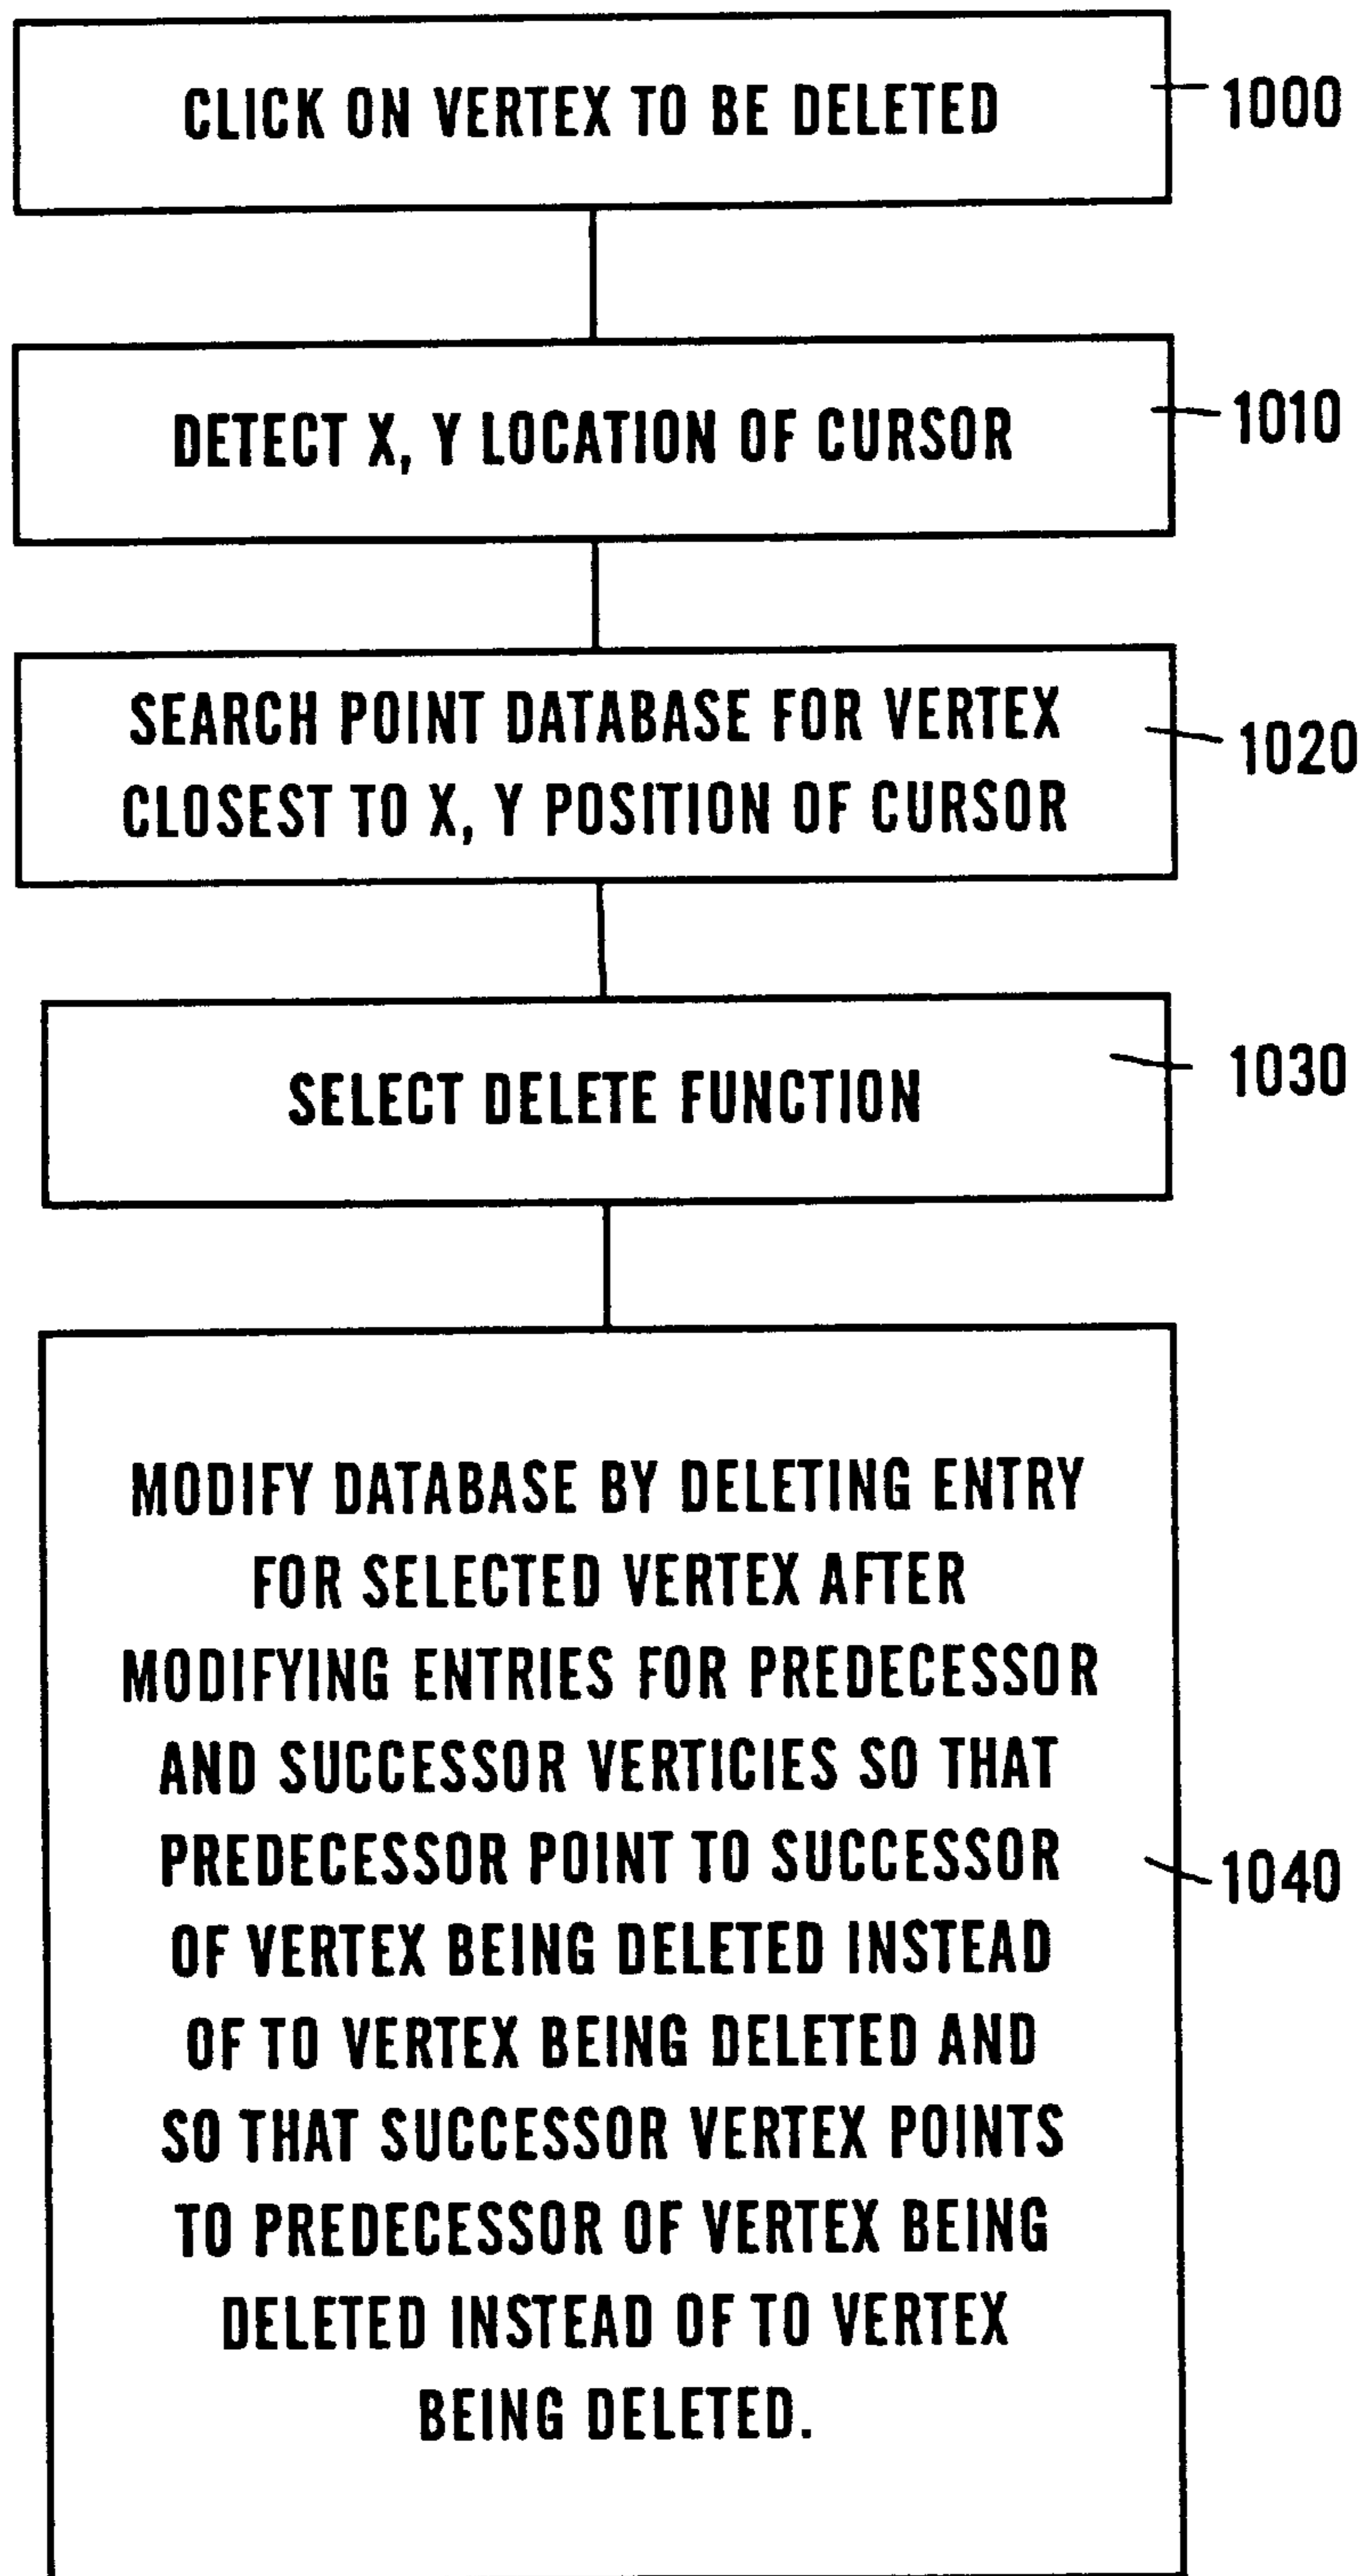 CLICK ON VERTEX TO BE DELETED
1000
DETECT X, Y LOCATION OF CURSOR
1010
SEARCH POINT DATABASE FOR VERTEX
CLOSEST TO X, Y POSITION OF CURSOR
1020
SELECT DELETE FUNCTION
1030
MODIFY DATABASE BY DELETING ENTRY
FOR SELECTED VERTEX AFTER
MODIFYING ENTRIES FOR PREDECESSOR
AND SUCCESSOR VERTICIES SO THAT
PREDECESSOR POINT TO SUCCESSOR
OF VERTEX BEING DELETED INSTEAD
OF TO VERTEX BEING DELETED AND
SO THAT SUCCESSOR VERTEX POINTS
TO PREDECESSOR OF VERTEX BEING
DELETED INSTEAD OF TO VERTEX
BEING DELETED.
1040